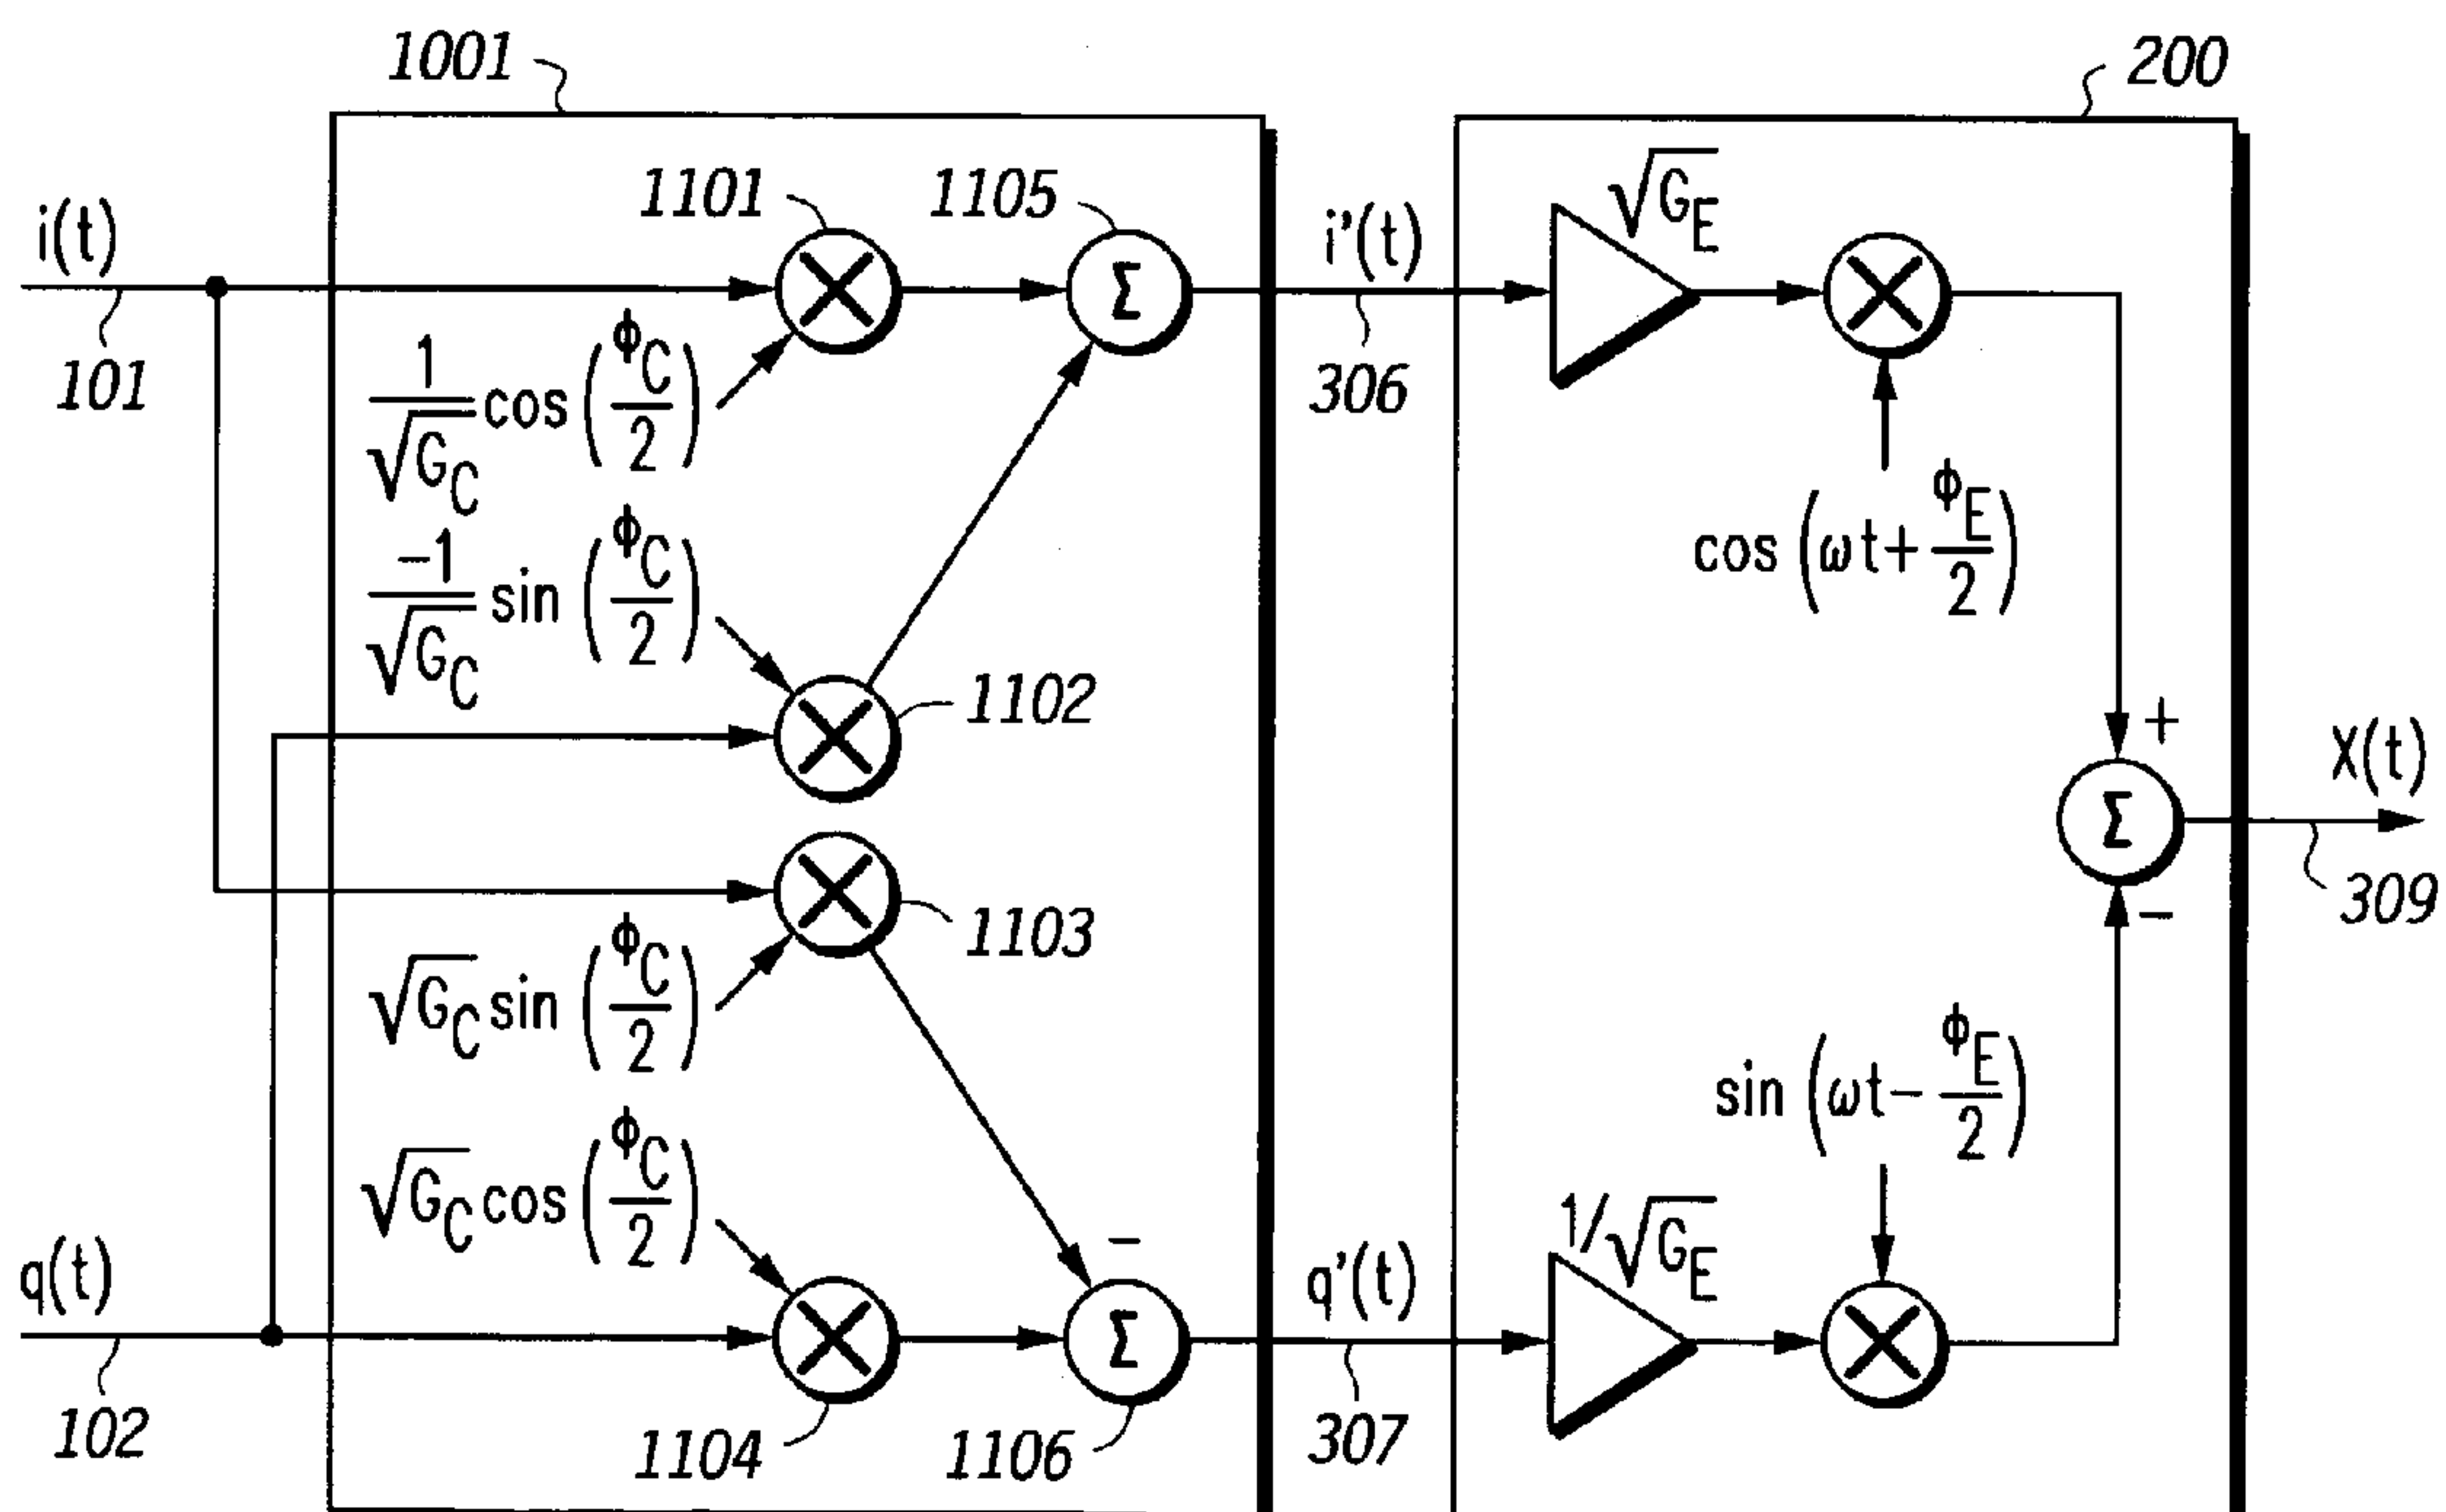 1001
200
1101
1105
√G_E
i(t)
i'(t)
101
306
1/√G_C cos(ϕ_C/2)
cos(ωt+ϕ_E/2)
-1/√G_C sin(ϕ_C/2)
1102
+
X(t)
309
−
1103
√G_C sin(ϕ_C/2)
sin(ωt−ϕ_E/2)
√G_C cos(ϕ_C/2)
1/√G_E
−
q(t)
q'(t)
102
307
1104
1106
Σ
Σ
Σ